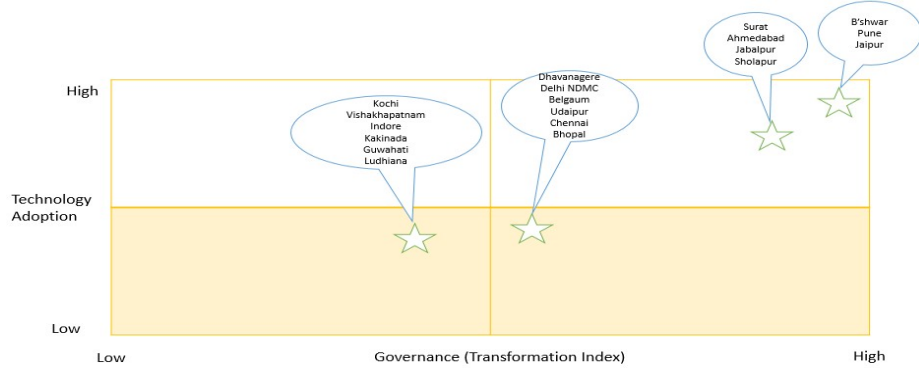 B'shwar
Pune
Jaipur
Surat
Ahmedabad
Jabalpur
Sholapur
Dhavanagere
Delhi NDMC
Belgaum
Udaipur
Chennai
Bhopal
Kochi
Vishakhapatnam
Indore
Kakinada
Guwahati
Ludhiana
High
Technology
Adoption
Low
Low
Governance (Transformation Index)
High